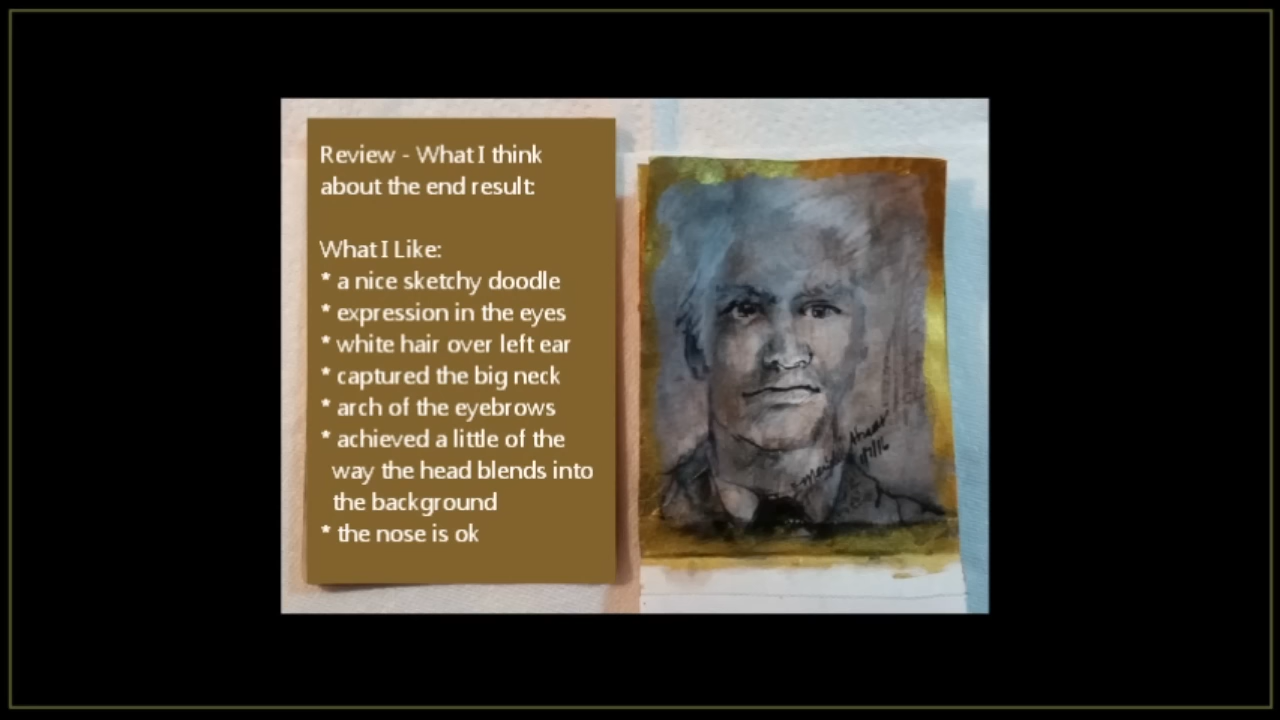 Review - What I think
about the end result:
What I Like:
* a nice sketchy doodle
* expression in the eyes
* white hair over left ear
* captured the big neck
* arch of the eyebrows
* achieved a little of the
way the head blends into
the background
* the nose is ok